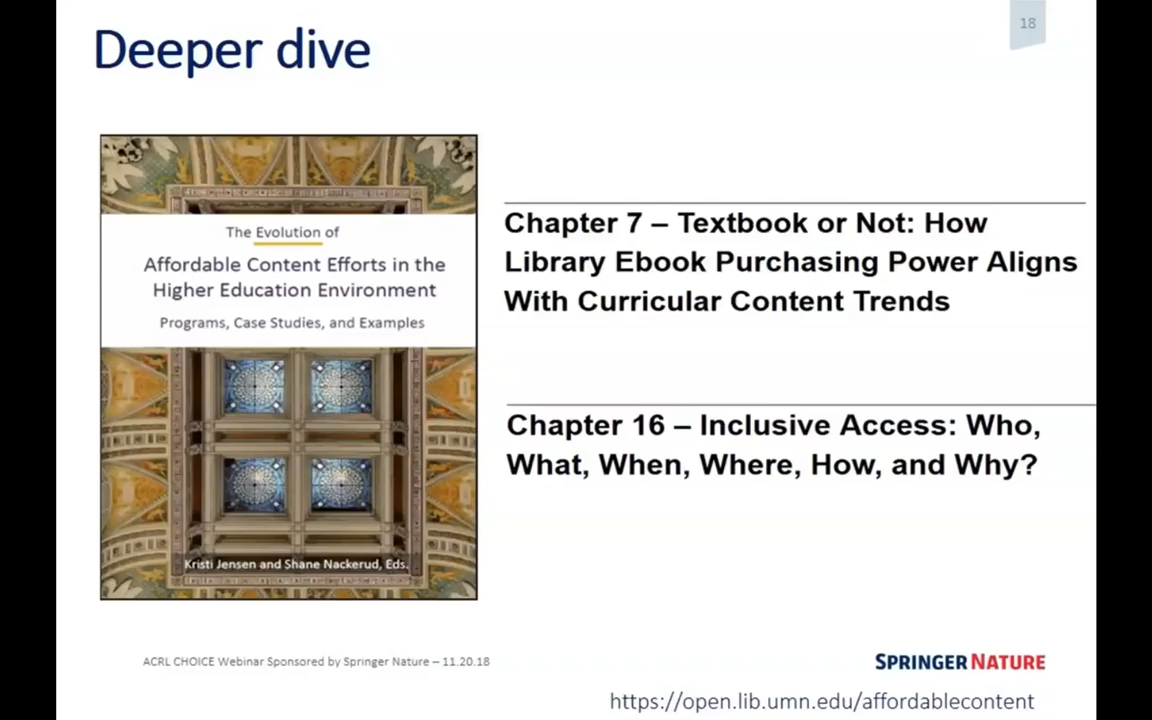 Deeper dive
18
The Evolution of
Affordable Content Efforts in the
Higher Education Environment
Programs, Case Studies, and Examples
Kristi Jensen and Shane Nackerud, Eds.
Chapter 7 – Textbook or Not: How
Library Ebook Purchasing Power Aligns
With Curricular Content Trends
Chapter 16 – Inclusive Access: Who,
What, When, Where, How, and Why?
ACRL CHOICE Webinar Sponsored by Springer Nature – 11.20.18
SPRINGER NATURE
https://open.lib.umn.edu/affordablecontent